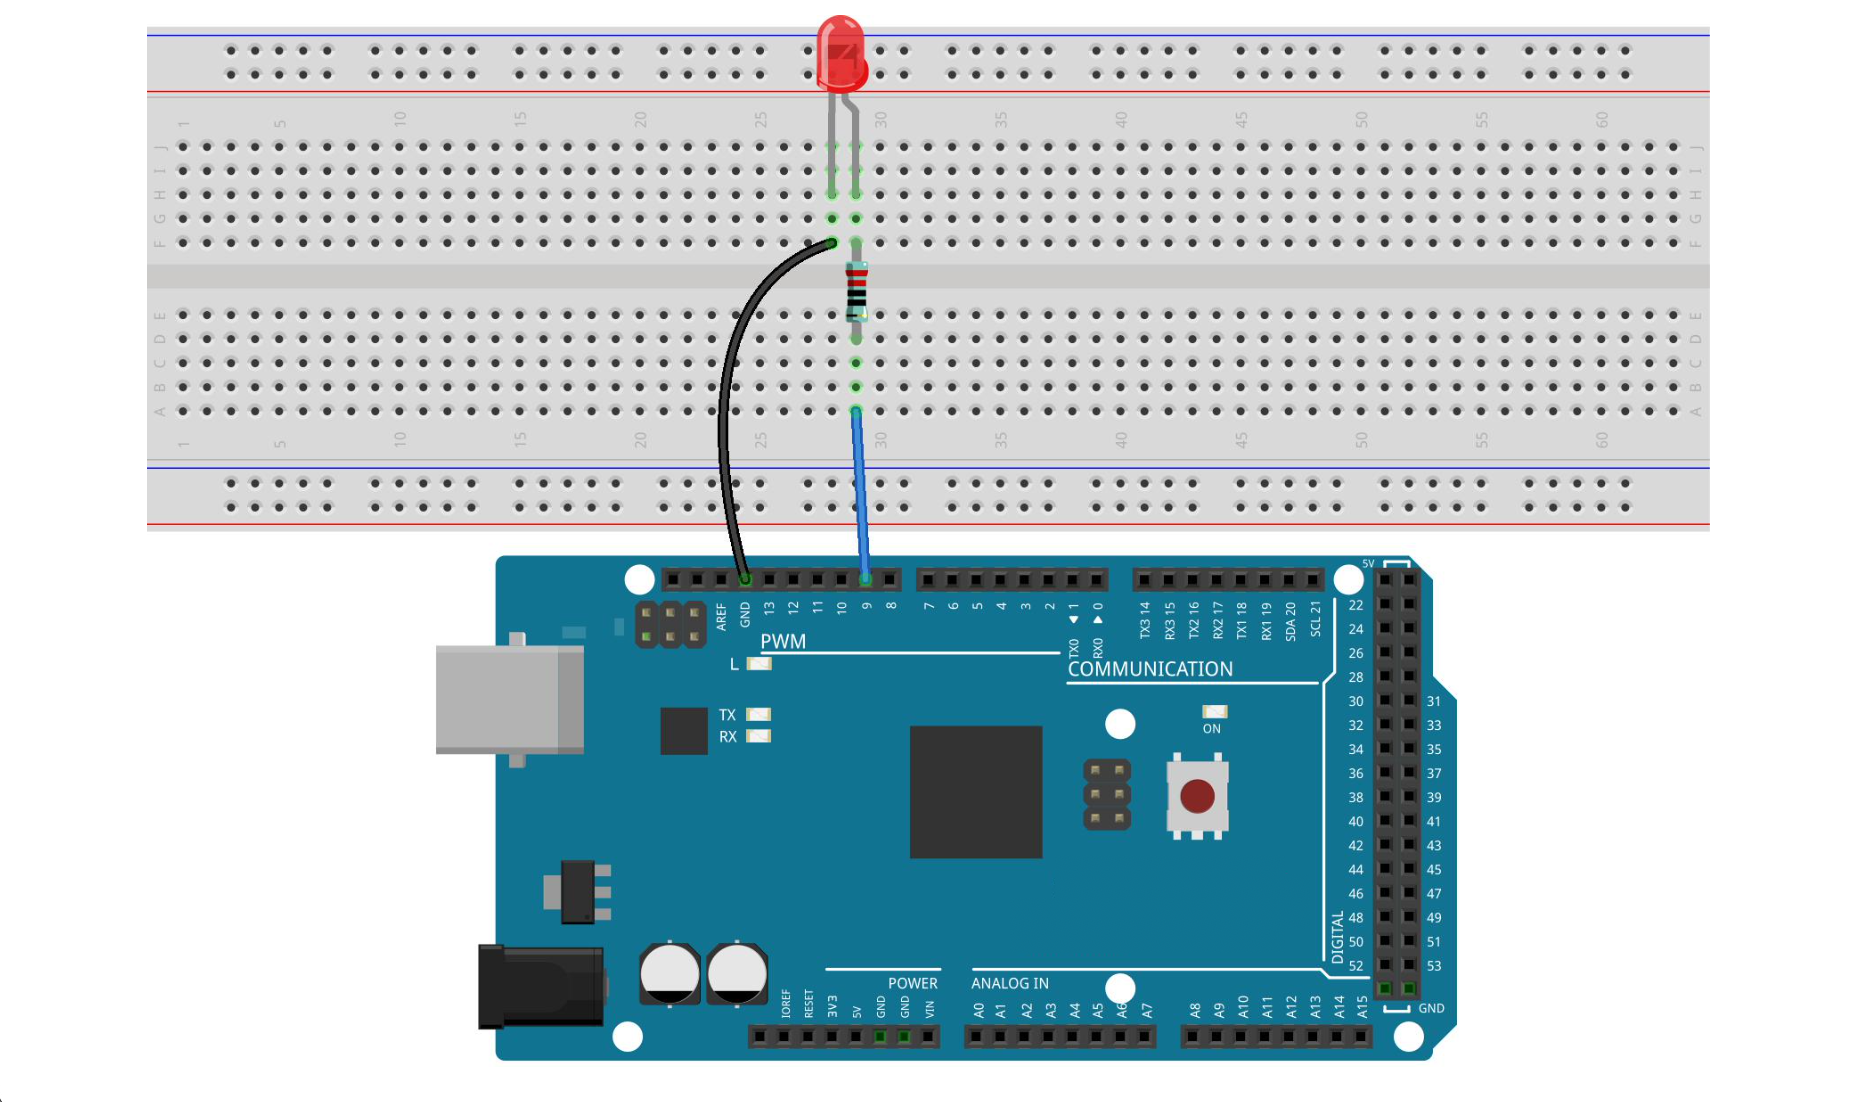 1 5 10 15 20 25 30 35 40 45 50 55 60
J J
I I
H H
G G
F F
E E
D D
C C
B B
A A
1 5 10 15 20 25 30 35 40 45 50 55 60
5V
AREF GND 13 12 11 10 9 8 7 6 5 4 3 2 1 0 TX3 14 RX3 15 TX2 16 RX2 17 TX1 18 RX1 19 SDA 20 SCL 21
TX0 RX0
PWM
COMMUNICATION
L
TX
RX
ON
22
24
26
28
30 31
32 33
34 35
36 37
38 39
40 41
42 43
44 45
46 47
48 49
50 51
52 53
DIGITAL
GND
POWER
ANALOG IN
IOREF RESET 3V3 5V GND GND VIN A0 A1 A2 A3 A4 A5 A6 A7 A8 A9 A10 A11 A12 A13 A14 A15